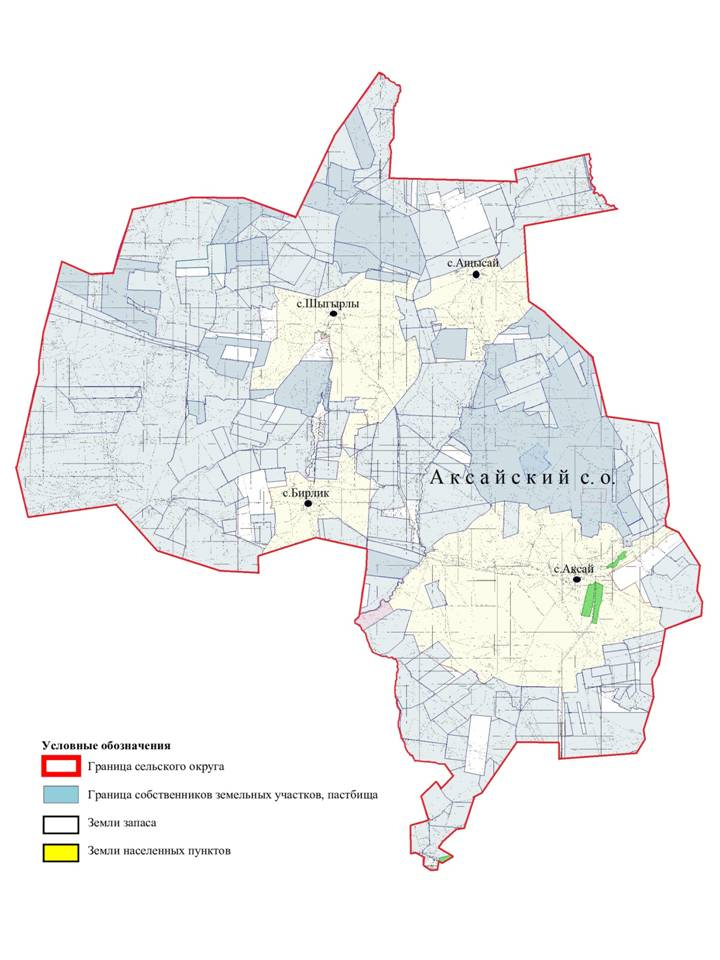 с.Ащысай
с.Шыгырлы
Аксайский с. о.
с.Бирлик
с.Аксай
Условные обозначения
Граница сельского округа
Граница собственников земельных участков, пастбища
Земли запаса
Земли населенных пунктов